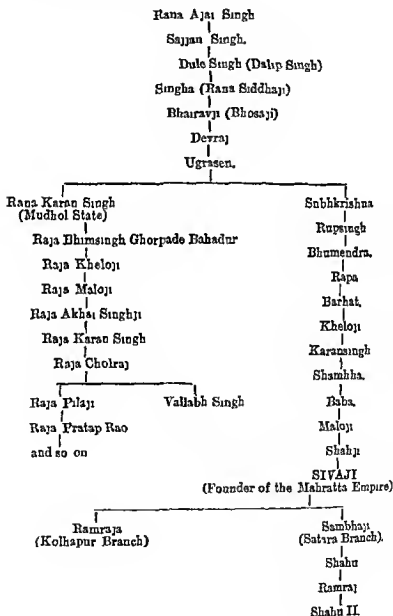 Rana Ajai Singh
Sajjan Singh.
Dule Singh (Dalip Singh)
Singha (Rana Siddhaji)
Bhairavji (Bhosaji)
Devraj
Ugrasen.
Rana Karan Singh
(Mudhol State)
Raja Bhimsingh Ghorpade Bahadur
Raja Kheloji
Raja Maloji
Raja Akhai Singhji
Raja Karan Singh
Raja Cholraj
Raja Pilaji
Vallabh Singh
Raja Pratap Rao
and so on
Subhkrishna
Rupsingh
Bhumendra.
Rapa
Barhat.
Kheloji
Karansingh
Shambha.
Baba.
Maloji
Shahji
SIVAJI
(Founder of the Mahratta Empire)
Ramraja
(Kolhapur Branch)
Sambhaji
(Satara Branch).
Shahu
Ramraj
Shahu II.